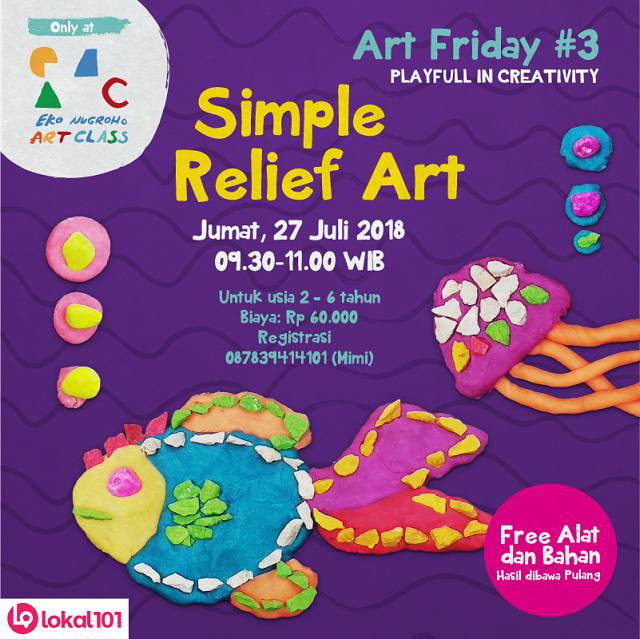 Only at
EAC
EKO NUGROHO
ART CLASS
Art Friday #3
PLAYFULL IN CREATIVITY
Simple
Relief Art
Jumat, 27 Juli 2018
09.30-11.00 WIB
Untuk usia 2 - 6 tahun
Biaya: Rp 60.000
Registrasi
087839414101 (Mimi)
Free Alat
dan Bahan
Hasil dibawa Pulang
lokal101